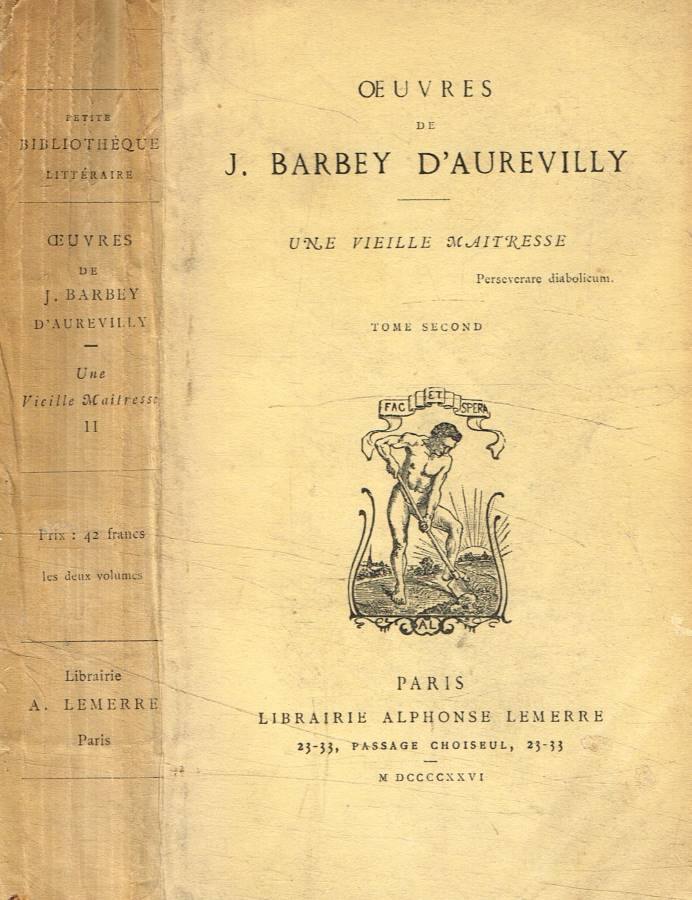 PETITE
BIBLIOTHÈQUE
LITTÉRAIRE
ŒUVRES
DE
J. BARBEY
D'AUREVILLY
Une
Vieille Maitresse
II
Prix : 42 francs
les deux volumes
Librairie
A. LEMERRE
Paris
ŒUVRES
DE
J. BARBEY D'AUREVILLY
UNE VIEILLE MAITRESSE
Perseverare diabolicum.
TOME SECOND
FAC ET SPERA
AL
PARIS
LIBRAIRIE ALPHONSE LEMERRE
23-33, PASSAGE CHOISEUL, 23-33
M DCCCCXXVI